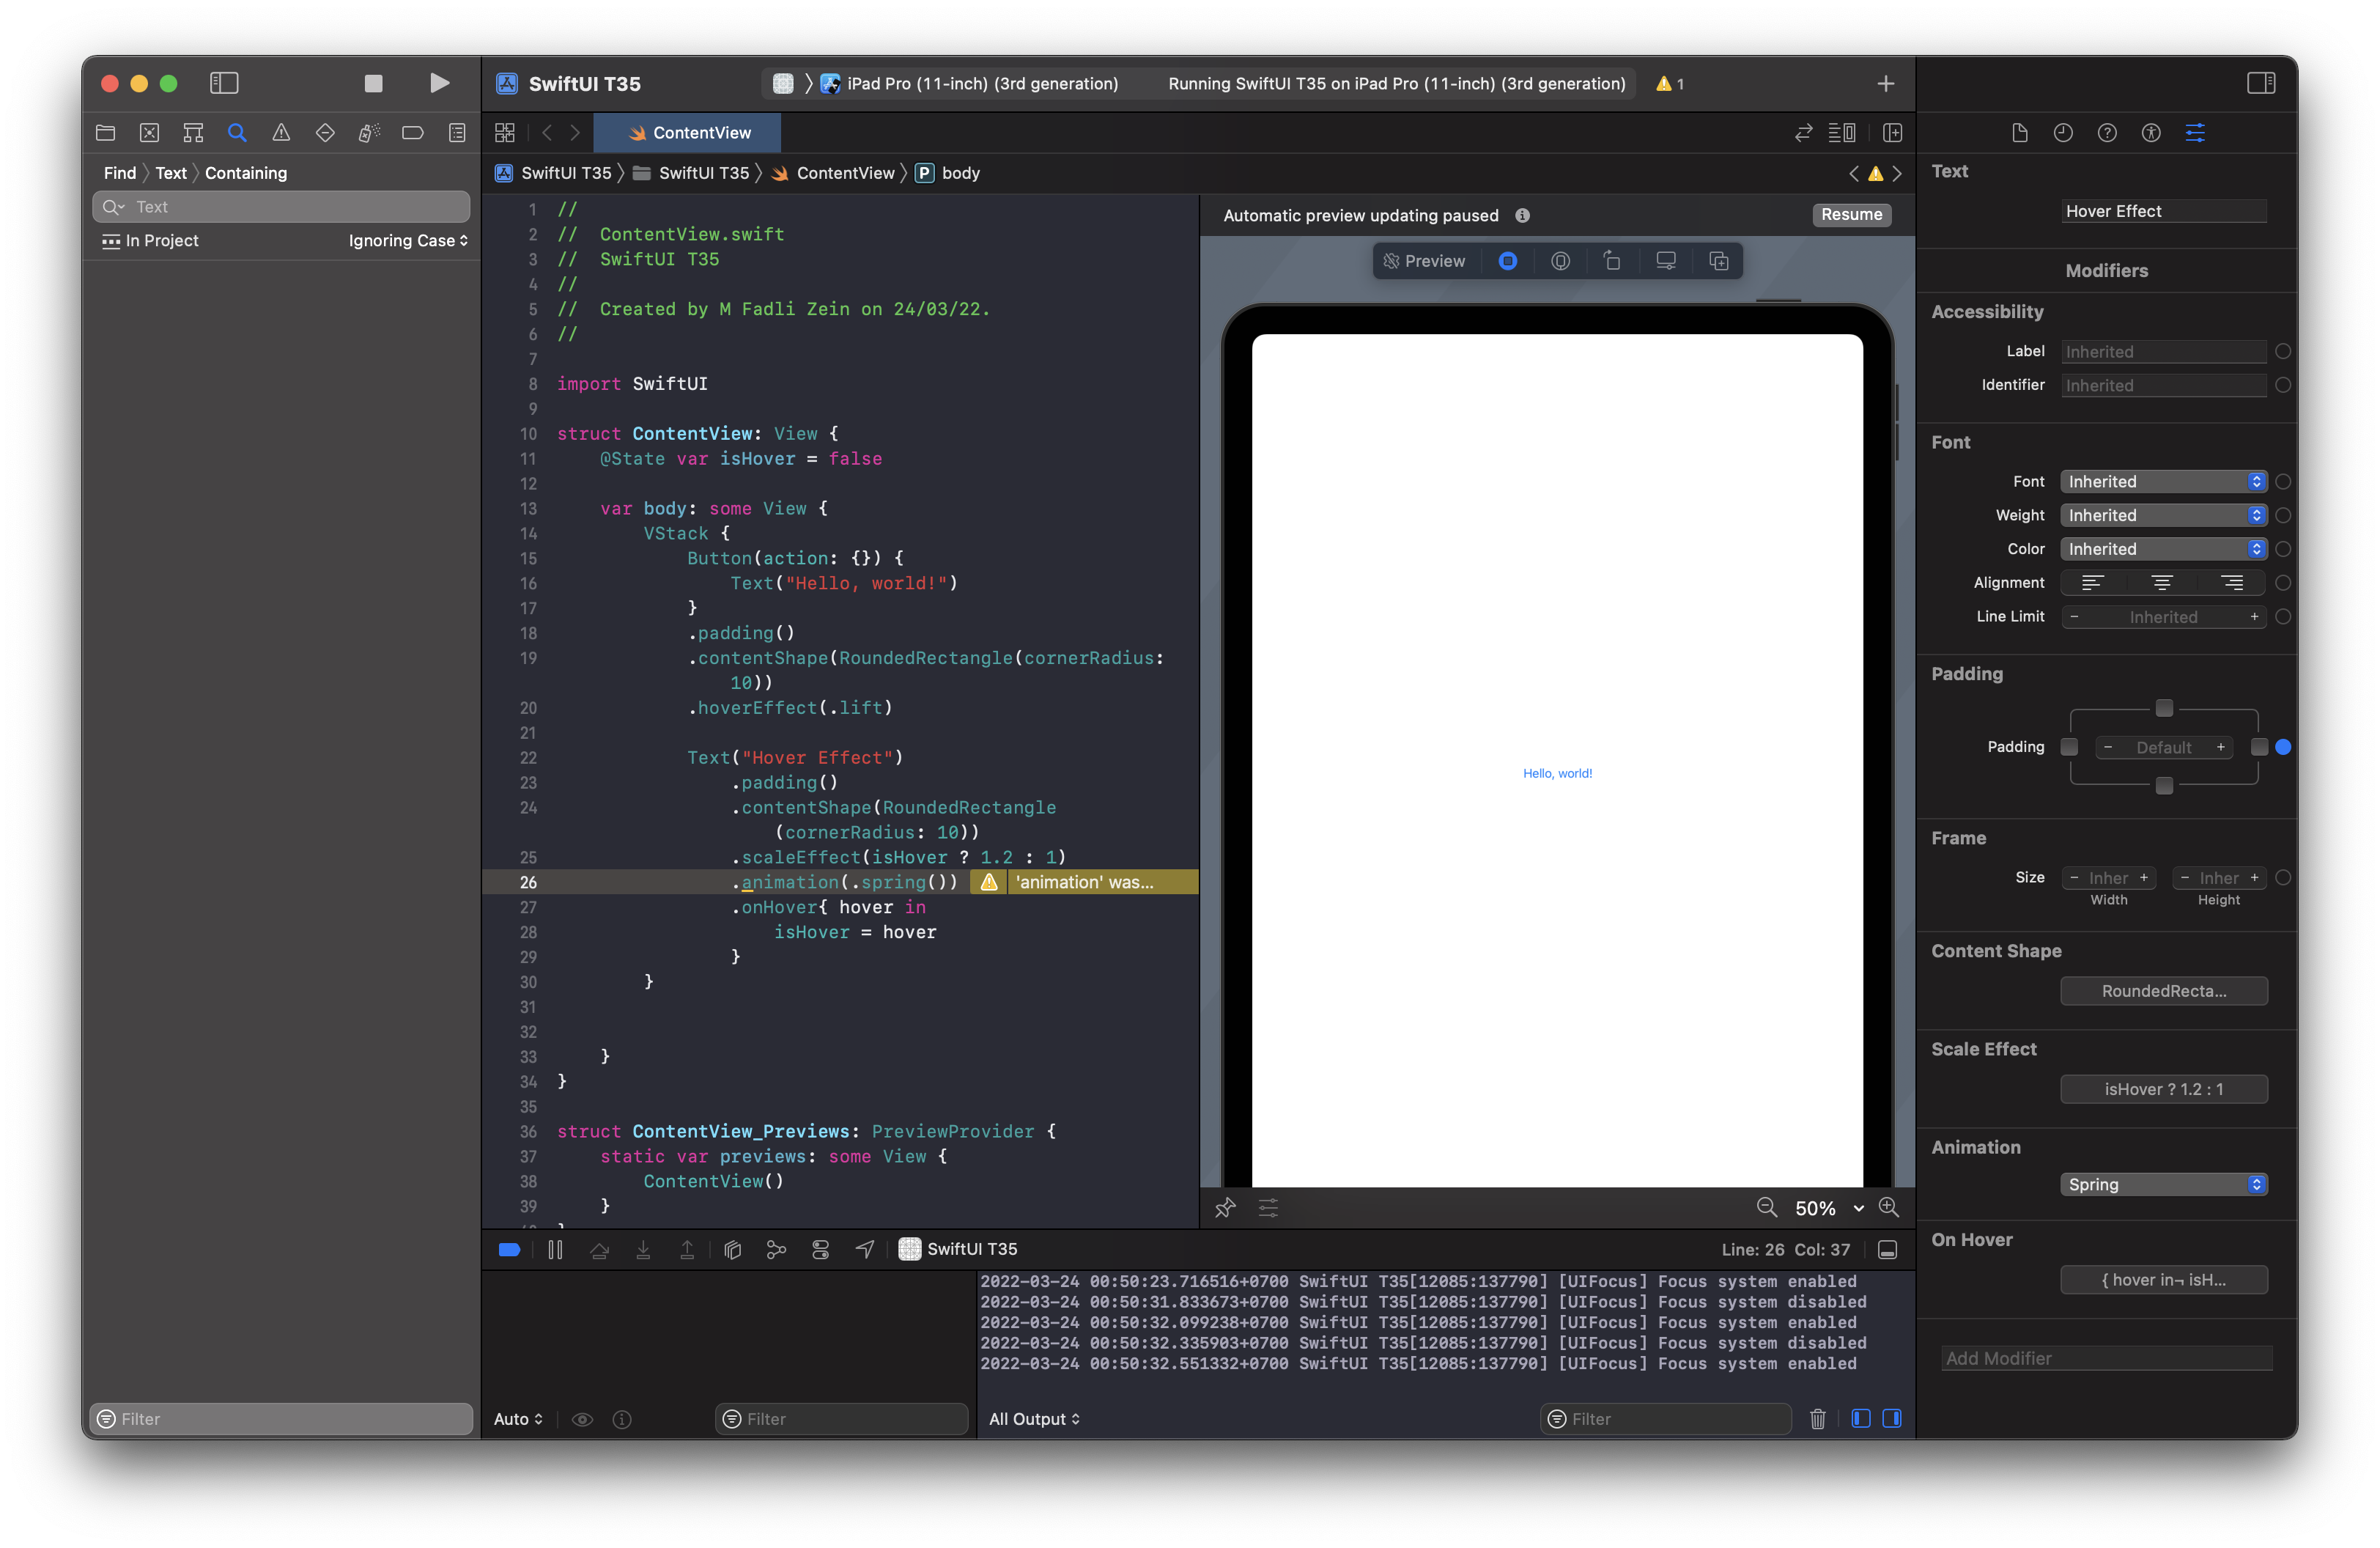 SwiftUI T35
iPad Pro (11-inch) (3rd generation)
Running SwiftUI T35 on iPad Pro (11-inch) (3rd generation)
1
Find
Text
Containing
Text
In Project
Ignoring Case
Filter
ContentView
SwiftUI T35
SwiftUI T35
ContentView
P
body
1 //
2 //  ContentView.swift
3 //  SwiftUI T35
4 //
5 //  Created by M Fadli Zein on 24/03/22.
6 //
7
8 import SwiftUI
9
10 struct ContentView: View {
11     @State var isHover = false
12
13     var body: some View {
14         VStack {
15             Button(action: {}) {
16                 Text("Hello, world!")
17             }
18             .padding()
19             .contentShape(RoundedRectangle(cornerRadius:
                10))
20             .hoverEffect(.lift)
21
22             Text("Hover Effect")
23                 .padding()
24                 .contentShape(RoundedRectangle
                    (cornerRadius: 10))
25                 .scaleEffect(isHover ? 1.2 : 1)
26                 .animation(.spring()) 'animation' was...
27                 .onHover{ hover in
28                     isHover = hover
29                 }
30         }
31
32
33     }
34 }
35
36 struct ContentView_Previews: PreviewProvider {
37     static var previews: some View {
38         ContentView()
39     }
Automatic preview updating paused
Resume
Preview
Hello, world!
50%
SwiftUI T35
Line: 26 Col: 37
2022-03-24 00:50:23.716516+0700 SwiftUI T35[12085:137790] [UIFocus] Focus system enabled
2022-03-24 00:50:31.833673+0700 SwiftUI T35[12085:137790] [UIFocus] Focus system disabled
2022-03-24 00:50:32.099238+0700 SwiftUI T35[12085:137790] [UIFocus] Focus system enabled
2022-03-24 00:50:32.335903+0700 SwiftUI T35[12085:137790] [UIFocus] Focus system disabled
2022-03-24 00:50:32.551332+0700 SwiftUI T35[12085:137790] [UIFocus] Focus system enabled
Auto
Filter
All Output
Filter
Text
Hover Effect
Modifiers
Accessibility
Label Inherited
Identifier Inherited
Font
Font Inherited
Weight Inherited
Color Inherited
Alignment
Line Limit − Inherited +
Padding
Padding − Default +
Frame
Size − Inher + − Inher +
Width Height
Content Shape
RoundedRecta...
Scale Effect
isHover ? 1.2 : 1
Animation
Spring
On Hover
{ hover in¬ isH...
Add Modifier